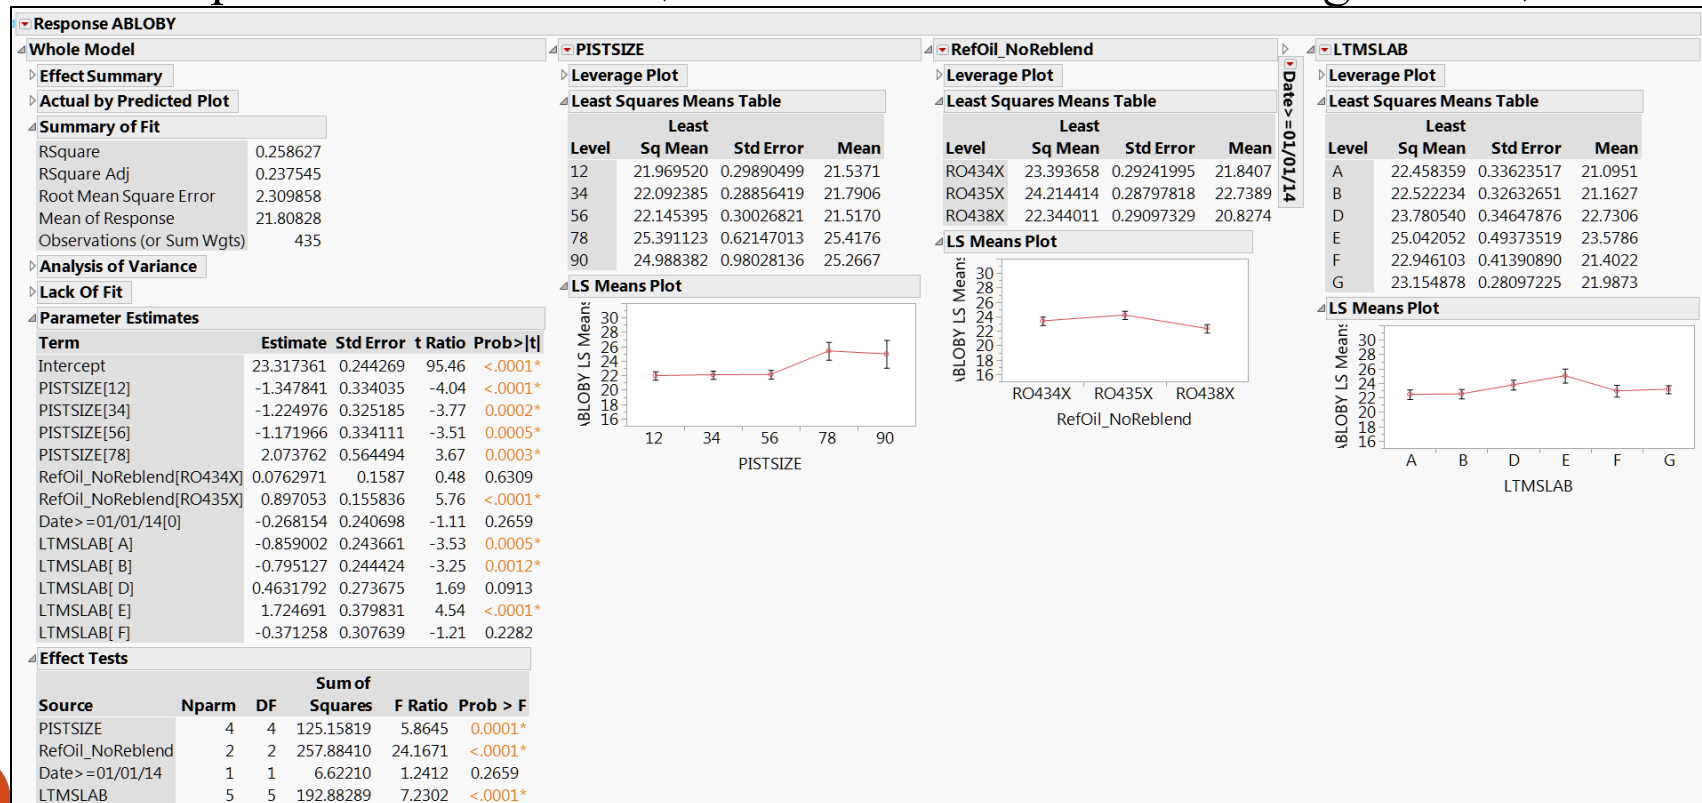 Response ABLOBY
Whole Model
Effect Summary
Actual by Predicted Plot
Summary of Fit
RSquare 0.258627
RSquare Adj 0.237545
Root Mean Square Error 2.309858
Mean of Response 21.80828
Observations (or Sum Wgts) 435
Analysis of Variance
Lack Of Fit
Parameter Estimates
Term Estimate Std Error t Ratio Prob>|t|
Intercept 23.317361 0.244269 95.46 <.0001*
PISTSIZE[12] -1.347841 0.334035 -4.04 <.0001*
PISTSIZE[34] -1.224976 0.325185 -3.77 0.0002*
PISTSIZE[56] -1.171966 0.334111 -3.51 0.0005*
PISTSIZE[78] 2.073762 0.564494 3.67 0.0003*
RefOil_NoReblend[RO434X] 0.0762971 0.1587 0.48 0.6309
RefOil_NoReblend[RO435X] 0.897053 0.155836 5.76 <.0001*
Date>=01/01/14[0] -0.268154 0.240698 -1.11 0.2659
LTMSLAB[ A] -0.859002 0.243661 -3.53 0.0005*
LTMSLAB[ B] -0.795127 0.244424 -3.25 0.0012*
LTMSLAB[ D] 0.4631792 0.273675 1.69 0.0913
LTMSLAB[ E] 1.724691 0.379831 4.54 <.0001*
LTMSLAB[ F] -0.371258 0.307639 -1.21 0.2282
Effect Tests
Sum of
Source Nparm DF Squares F Ratio Prob > F
PISTSIZE 4 4 125.15819 5.8645 0.0001*
RefOil_NoReblend 2 2 257.88410 24.1671 <.0001*
Date>=01/01/14 1 1 6.62210 1.2412 0.2659
LTMSLAB 5 5 192.88289 7.2302 <.0001*
PISTSIZE
Leverage Plot
Least Squares Means Table
Least
Level Sq Mean Std Error Mean
12 21.969520 0.29890499 21.5371
34 22.092385 0.28856419 21.7906
56 22.145395 0.30026821 21.5170
78 25.391123 0.62147013 25.4176
90 24.988382 0.98028136 25.2667
LS Means Plot
ABLOBY LS Means
30
28
26
24
22
20
18
16
12 34 56 78 90
PISTSIZE
RefOil_NoReblend
Leverage Plot
Least Squares Means Table
Least
Level Sq Mean Std Error Mean
RO434X 23.393658 0.29241995 21.8407
RO435X 24.214414 0.28797818 22.7389
RO438X 22.344011 0.29097329 20.8274
LS Means Plot
ABLOBY LS Means
30
28
26
24
22
20
18
16
RO434X RO435X RO438X
RefOil_NoReblend
Date>=01/01/14
LTMSLAB
Leverage Plot
Least Squares Means Table
Least
Level Sq Mean Std Error Mean
A 22.458359 0.33623517 21.0951
B 22.522234 0.32632651 21.1627
D 23.780540 0.34647876 22.7306
E 25.042052 0.49373519 23.5786
F 22.946103 0.41390890 21.4022
G 23.154878 0.28097225 21.9873
LS Means Plot
ABLOBY LS Means
30
28
26
24
22
20
18
16
A B D E F G
LTMSLAB